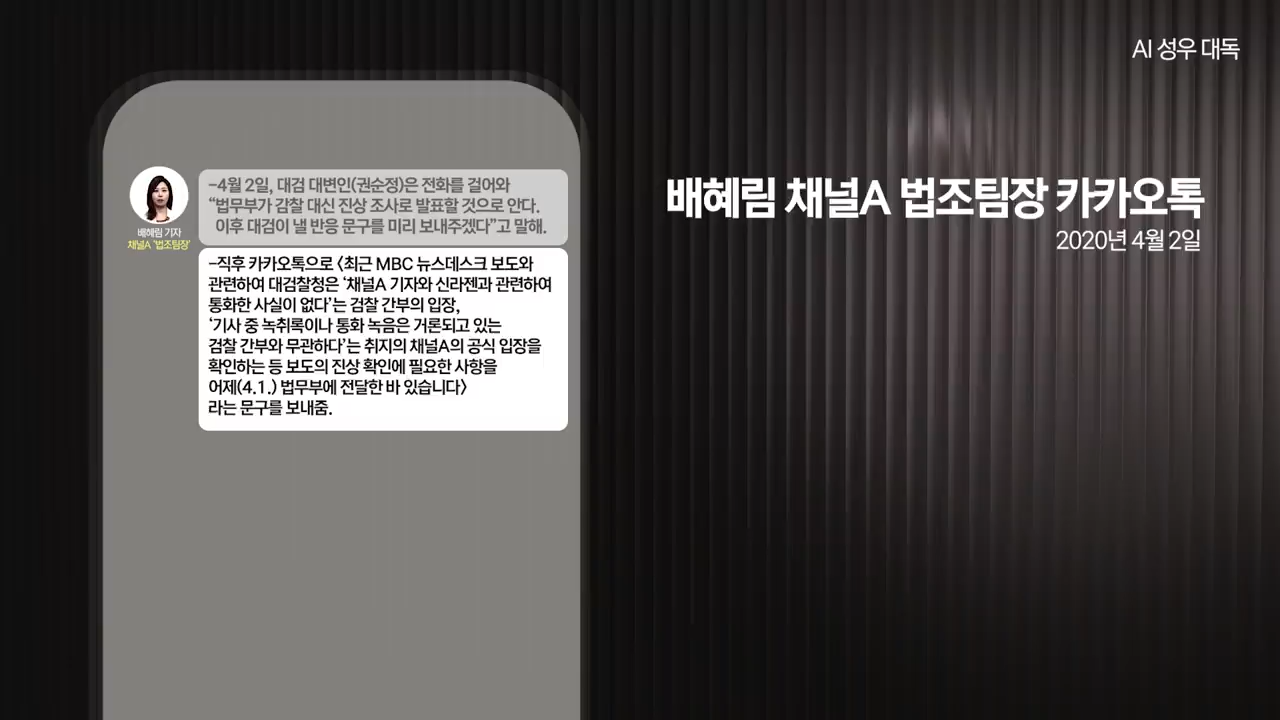 AI 성우 대독
배혜림 채널A 법조팀장 카카오톡
2020년 4월 2일
배혜림 기자
채널A '법조팀장'
-4월 2일, 대검 대변인(권순정)은 전화를 걸어와
“법무부가 감찰 대신 진상 조사로 발표할 것으로 안다.
이후 대검이 낼 반응 문구를 미리 보내주겠다”고 말해.
-직후 카카오톡으로 <최근 MBC 뉴스데스크 보도와
관련하여 대검찰청은 ‘채널A 기자와 신라젠과 관련하여
통화한 사실이 없다’는 검찰 간부의 입장,
‘기사 중 녹취록이나 통화 녹음은 거론되고 있는
검찰 간부와 무관하다’는 취지의 채널A의 공식 입장을
확인하는 등 보도의 진상 확인에 필요한 사항을
어제(4.1.) 법무부에 전달한 바 있습니다>
라는 문구를 보내줌.